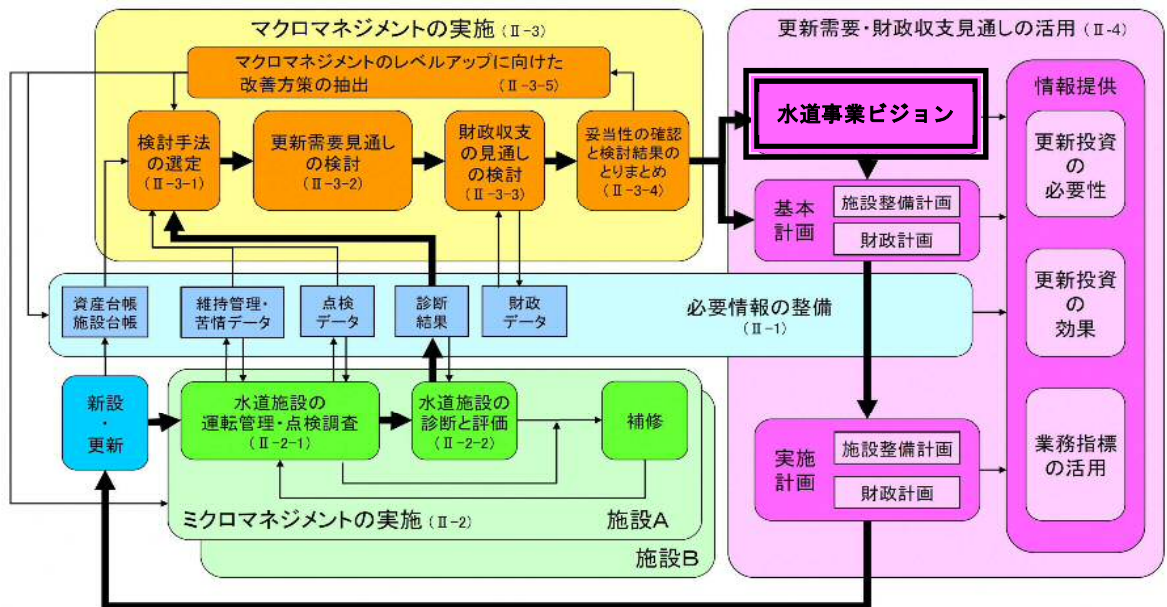 マクロマネジメントの実施(Ⅱ-3)
マクロマネジメントのレベルアップに向けた
改善方策の抽出 (Ⅱ-3-5)
検討手法
の選定
(Ⅱ-3-1)
更新需要見通し
の検討
(Ⅱ-3-2)
財政収支
の見通し
の検討
(Ⅱ-3-3)
妥当性の確認
と検討結果の
とりまとめ
(Ⅱ-3-4)
更新需要・財政収支見通しの活用(Ⅱ-4)
水道事業ビジョン
基本
計画
施設整備計画
財政計画
実施
計画
施設整備計画
財政計画
情報提供
更新投資
の
必要性
更新投資
の
効果
業務指標
の活用
資産台帳
施設台帳
維持管理・
苦情データ
点検
データ
診断
結果
財政
データ
必要情報の整備
(Ⅱ-1)
新設
・
更新
水道施設の
運転管理・点検調査
(Ⅱ-2-1)
水道施設の
診断と評価
(Ⅱ-2-2)
補修
ミクロマネジメントの実施(Ⅱ-2)
施設A
施設B